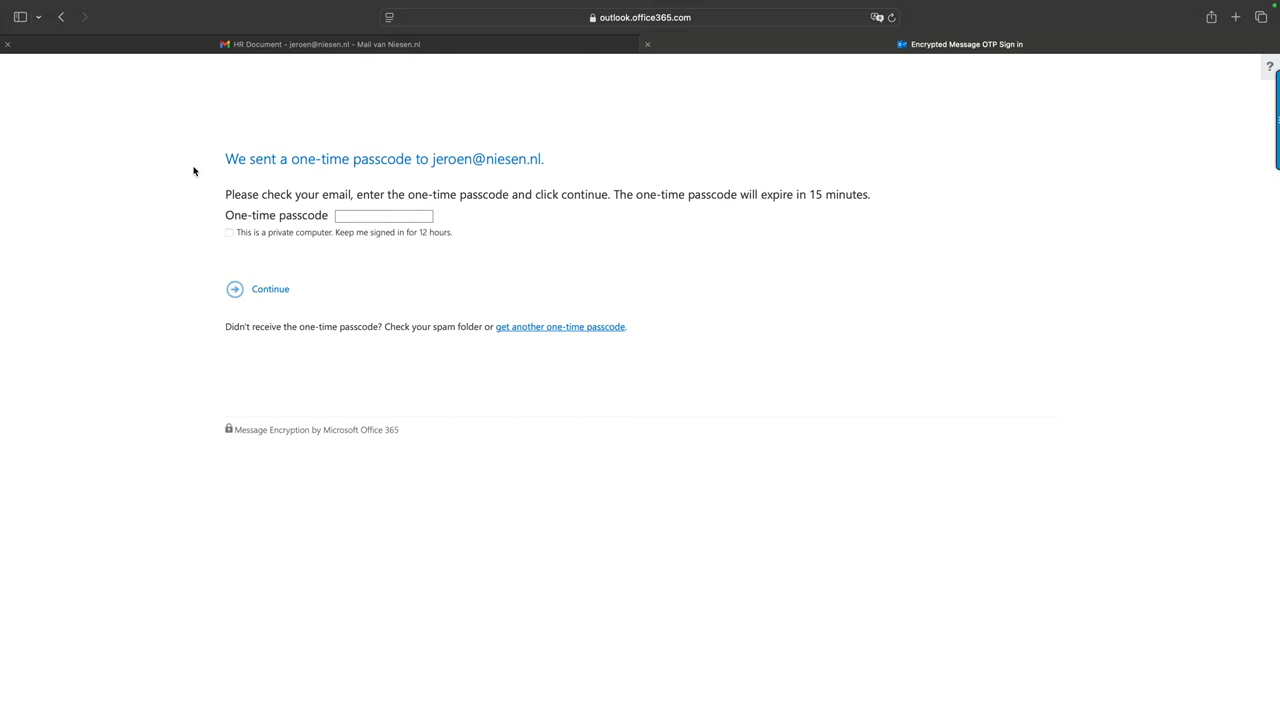 outlook.office365.com
HR Document - jeroen@niesen.nl - Mail van Niesen.nl
Encrypted Message OTP Sign in
?
We sent a one-time passcode to jeroen@niesen.nl.
Please check your email, enter the one-time passcode and click continue. The one-time passcode will expire in 15 minutes.
One-time passcode
This is a private computer. Keep me signed in for 12 hours.
Continue
Didn't receive the one-time passcode? Check your spam folder or get another one-time passcode.
Message Encryption by Microsoft Office 365